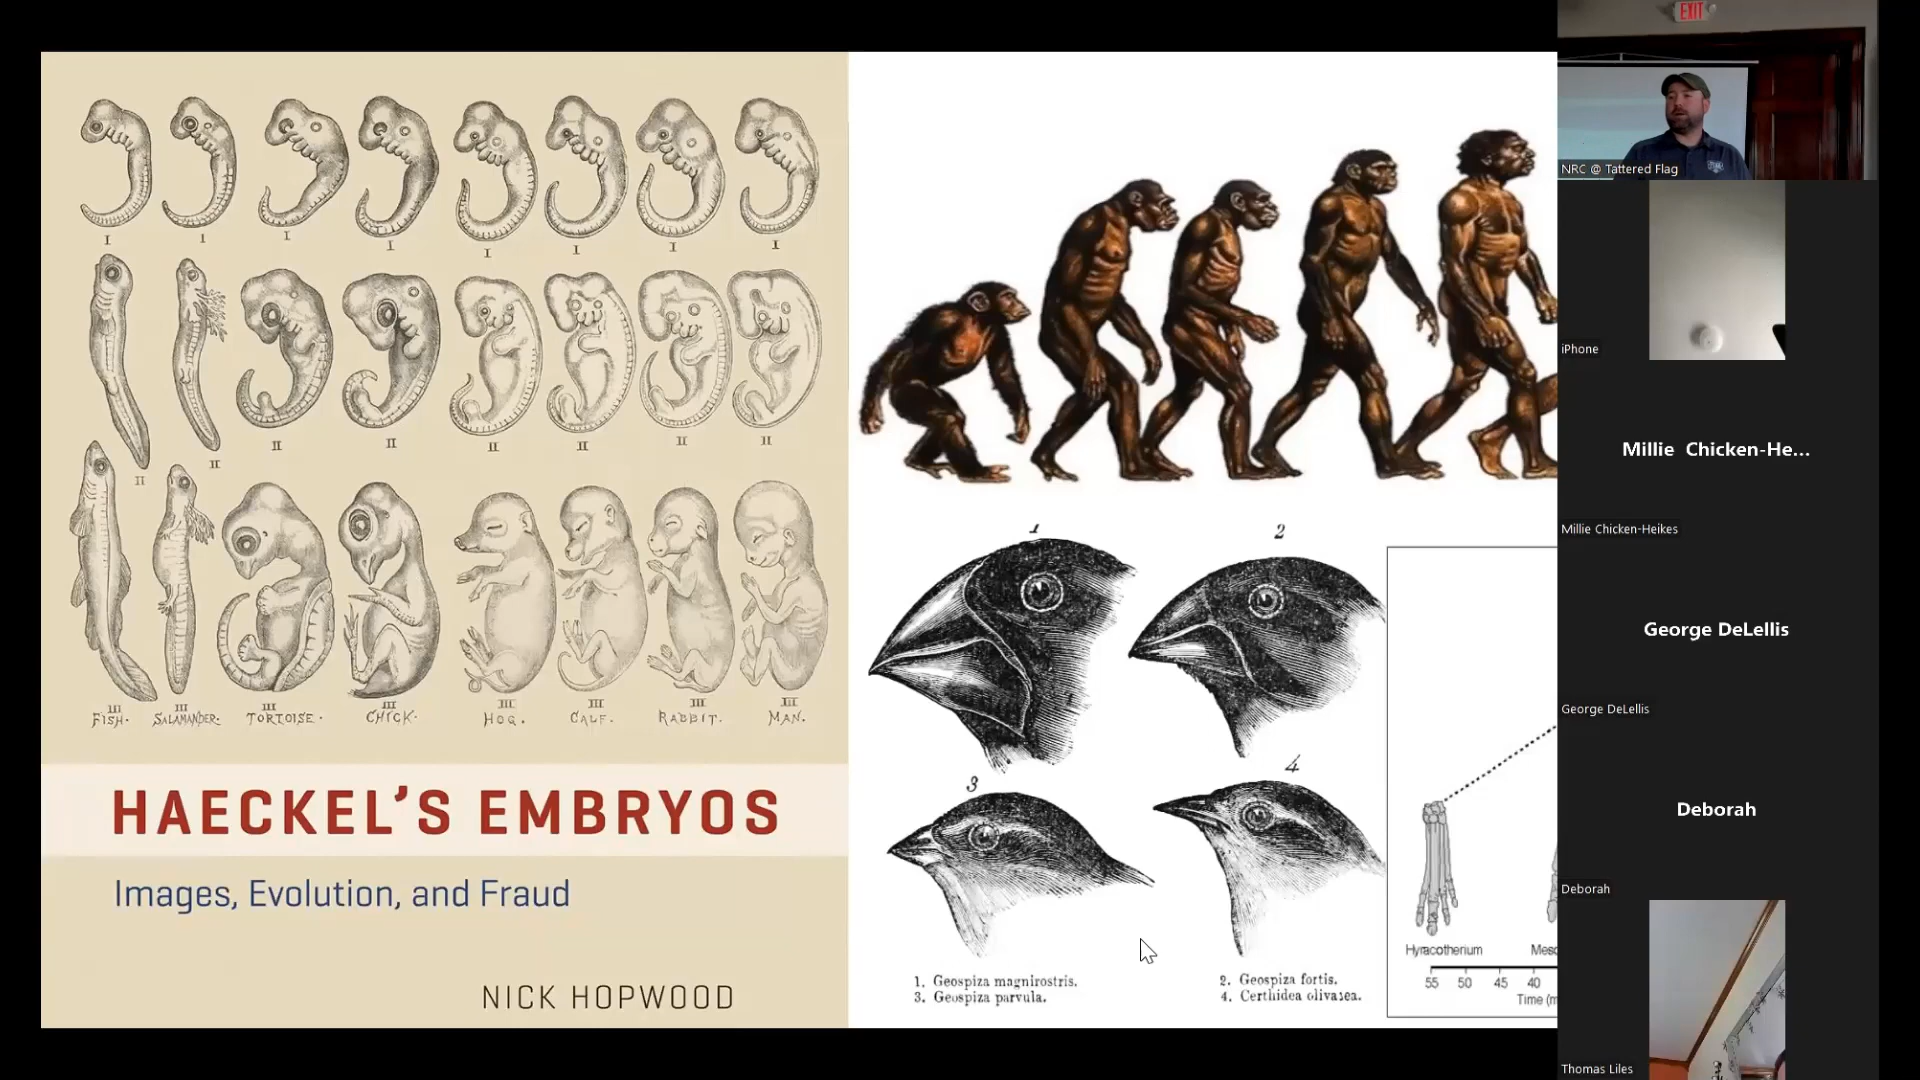 I I I I I I I I
II II II II II II II II
III III III III III III III III
FISH. SALAMANDER. TORTOISE. CHICK. HOG. CALF. RABBIT. MAN.
HAECKEL'S EMBRYOS
Images, Evolution, and Fraud
NICK HOPWOOD
1 2
3 4
1. Geospiza magnirostris. 2. Geospiza fortis.
3. Geospiza parvula. 4. Certhidea olivasea.
Hyracotherium Meso
55 50 45 40
Time (m
EXIT
NRC @ Tattered Flag
iPhone
Millie Chicken-He...
Millie Chicken-Heikes
George DeLellis
George DeLellis
Deborah
Deborah
Thomas Liles